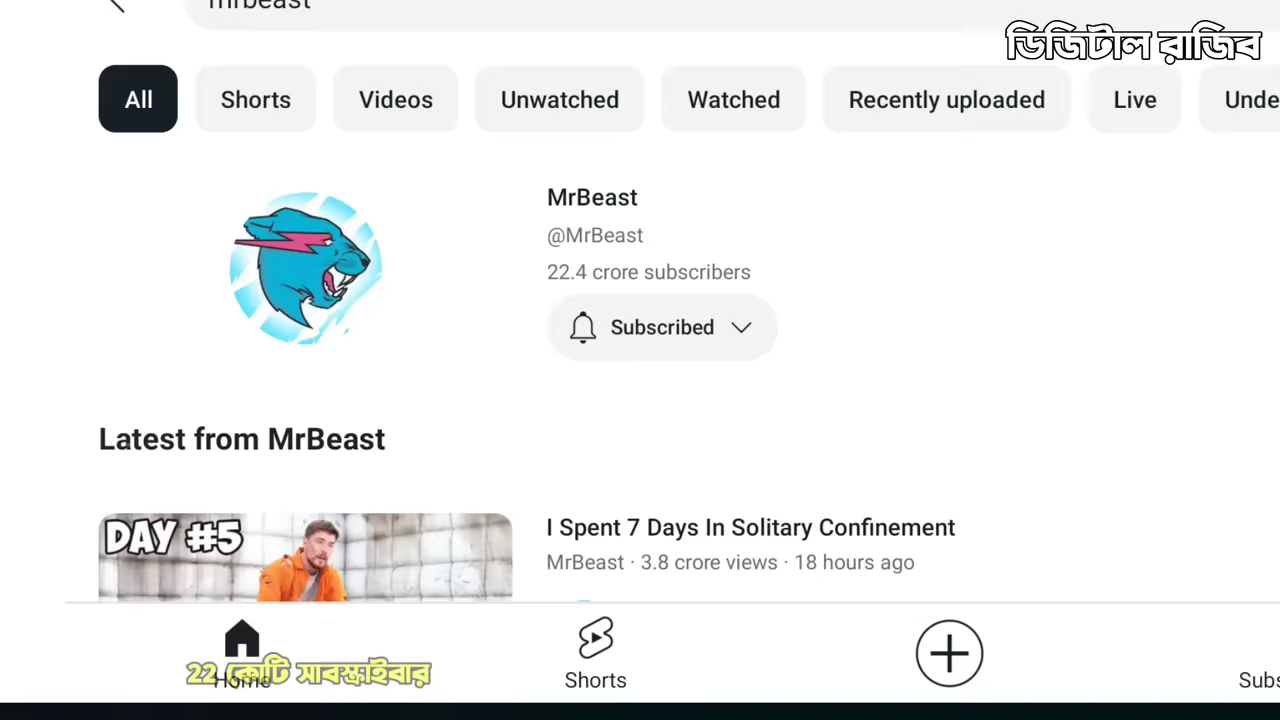 mrbeast
ডিজিটাল রাজিব
All Shorts Videos Unwatched Watched Recently uploaded Live Unde
MrBeast
@MrBeast
22.4 crore subscribers
Subscribed
Latest from MrBeast
DAY #5
I Spent 7 Days In Solitary Confinement
MrBeast · 3.8 crore views · 18 hours ago
22 কোটি সাবস্ক্রাইবার
Home Shorts Subs